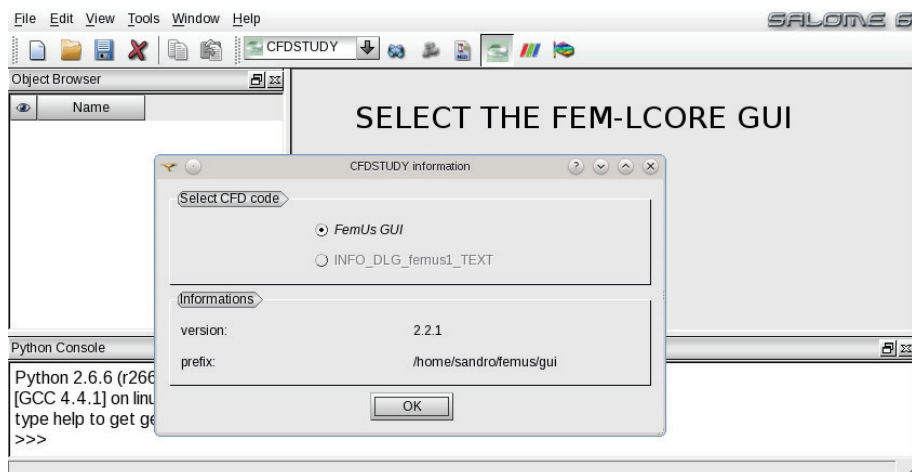 File Edit View Tools Window Help
SALOME 6
CFDSTUDY
Object Browser
Name
SELECT THE FEM-LCORE GUI
CFDSTUDY information
Select CFD code
FemUs GUI
INFO_DLG_femus1_TEXT
Informations
version: 2.2.1
prefix: /home/sandro/femus/gui
OK
Python Console
Python 2.6.6 (r266
[GCC 4.4.1] on linu
type help to get ge
>>>